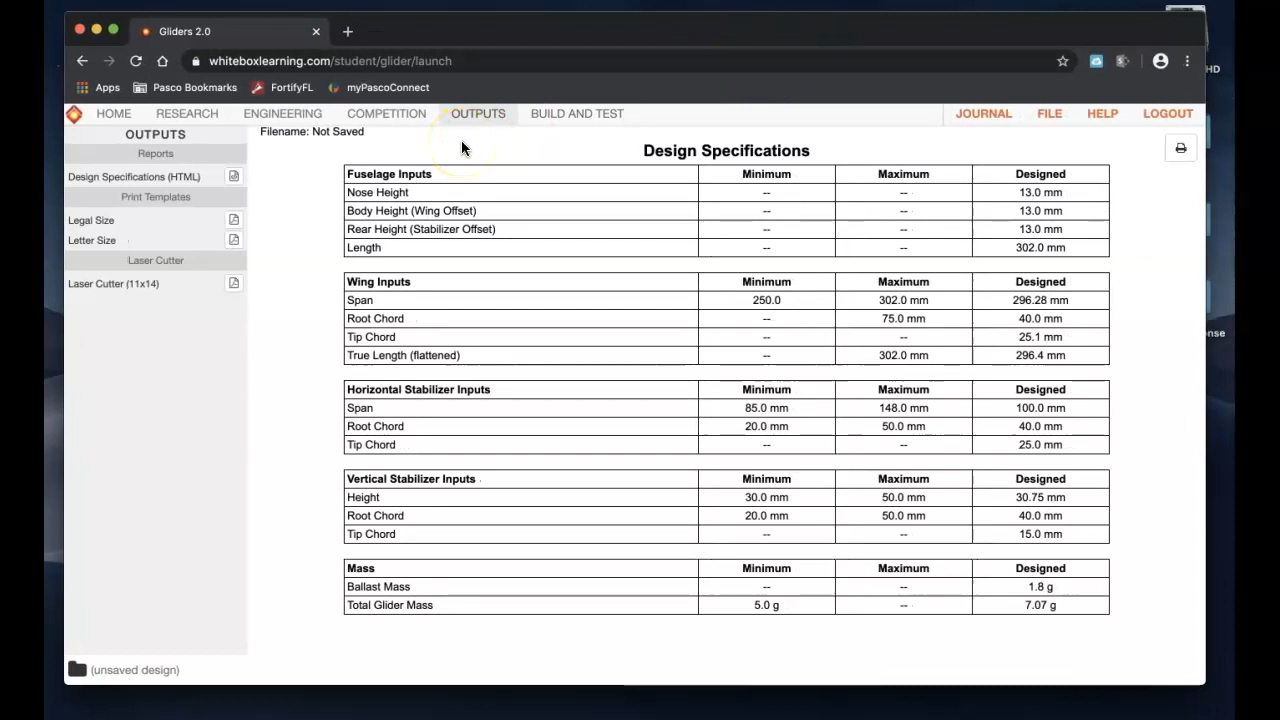 Gliders 2.0
whiteboxlearning.com/student/glider/launch
Apps Pasco Bookmarks FortifyFL myPascoConnect
HD
HOME RESEARCH ENGINEERING COMPETITION OUTPUTS BUILD AND TEST JOURNAL FILE HELP LOGOUT
OUTPUTS
Reports
Design Specifications (HTML)
Print Templates
Legal Size
Letter Size
Laser Cutter
Laser Cutter (11x14)
(unsaved design)
Filename: Not Saved
Design Specifications
Fuselage Inputs Minimum Maximum Designed
Nose Height -- -- 13.0 mm
Body Height (Wing Offset) -- -- 13.0 mm
Rear Height (Stabilizer Offset) -- -- 13.0 mm
Length -- -- 302.0 mm
Wing Inputs Minimum Maximum Designed
Span 250.0 302.0 mm 296.28 mm
Root Chord -- 75.0 mm 40.0 mm
Tip Chord -- -- 25.1 mm
True Length (flattened) -- 302.0 mm 296.4 mm
Horizontal Stabilizer Inputs Minimum Maximum Designed
Span 85.0 mm 148.0 mm 100.0 mm
Root Chord 20.0 mm 50.0 mm 40.0 mm
Tip Chord -- -- 25.0 mm
Vertical Stabilizer Inputs Minimum Maximum Designed
Height 30.0 mm 50.0 mm 30.75 mm
Root Chord 20.0 mm 50.0 mm 40.0 mm
Tip Chord -- -- 15.0 mm
Mass Minimum Maximum Designed
Ballast Mass -- -- 1.8 g
Total Glider Mass 5.0 g -- 7.07 g
nse